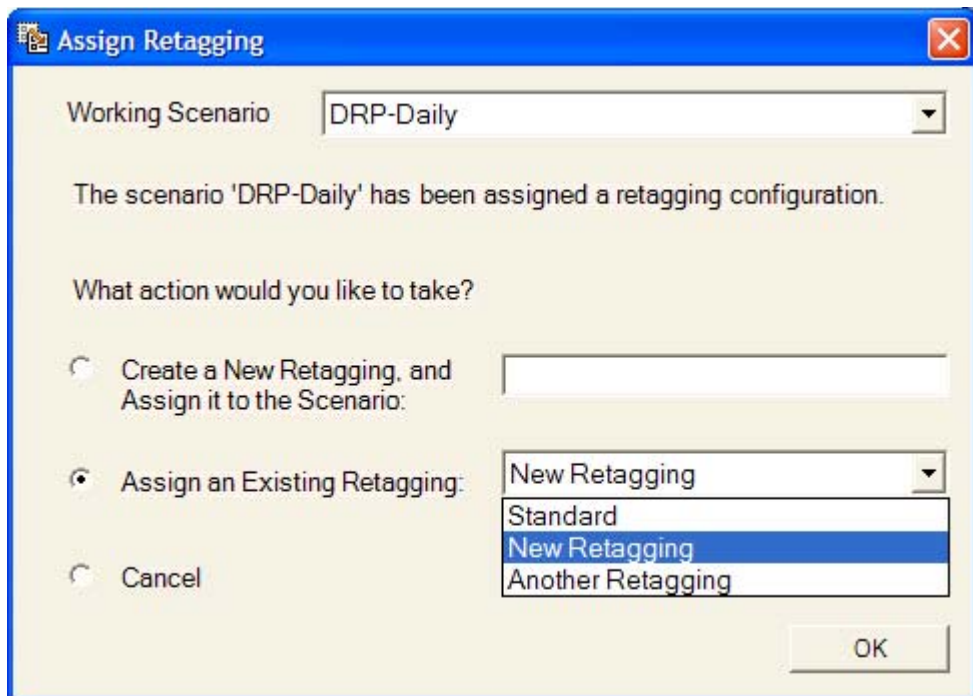 Assign Retagging
Working Scenario
DRP-Daily
The scenario 'DRP-Daily' has been assigned a retagging configuration.
What action would you like to take?
Create a New Retagging, and
Assign it to the Scenario:
Assign an Existing Retagging:
New Retagging
Standard
New Retagging
Another Retagging
Cancel
OK